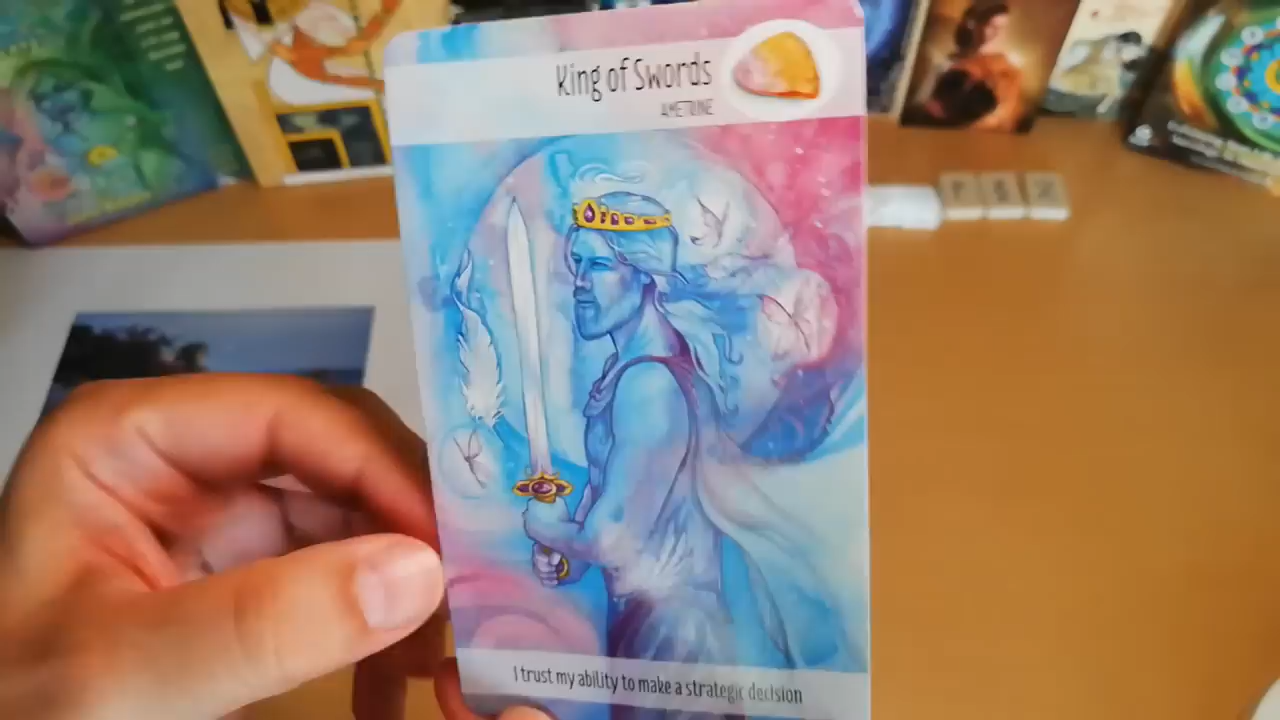 King of Swords
AMETRINE
I trust my ability to make a strategic decision